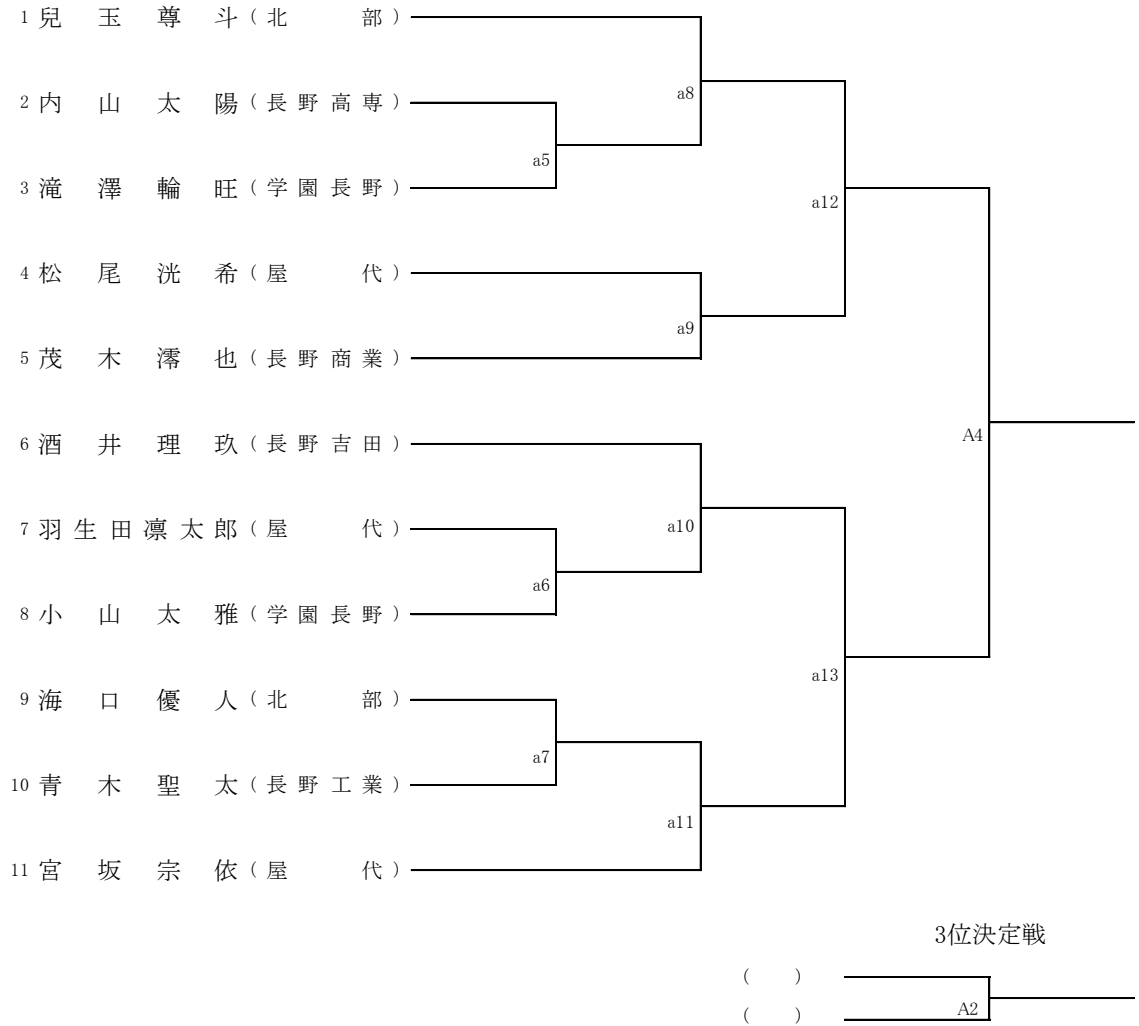 1 兒玉尊斗（北部）
a8
2 内山太陽（長野高専）
a5
3 滝澤輪旺（学園長野）
a12
4 松尾洸希（屋代）
a9
5 茂木澪也（長野商業）
6 酒井理玖（長野吉田）
A4
7 羽生田凛太郎（屋代）
a10
a6
8 小山太雅（学園長野）
a13
9 海口優人（北部）
a7
10 青木聖太（長野工業）
a11
11 宮坂宗依（屋代）
3位決定戦
（　）
（　）
A2